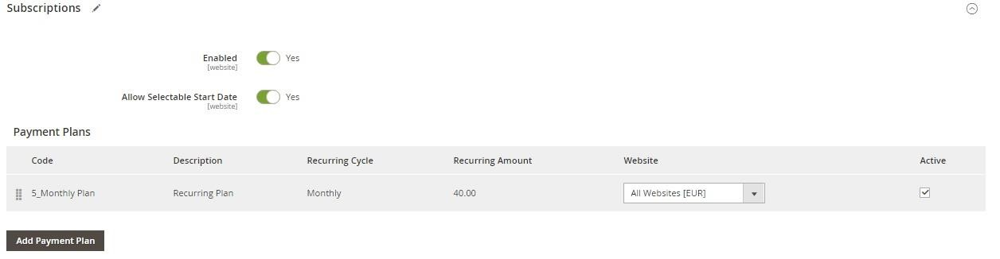 Subscriptions
Enabled Yes
[website]
Allow Selectable Start Date Yes
[website]
Payment Plans
Code Description Recurring Cycle Recurring Amount Website Active
5_Monthly Plan Recurring Plan Monthly 40.00 All Websites [EUR]
Add Payment Plan